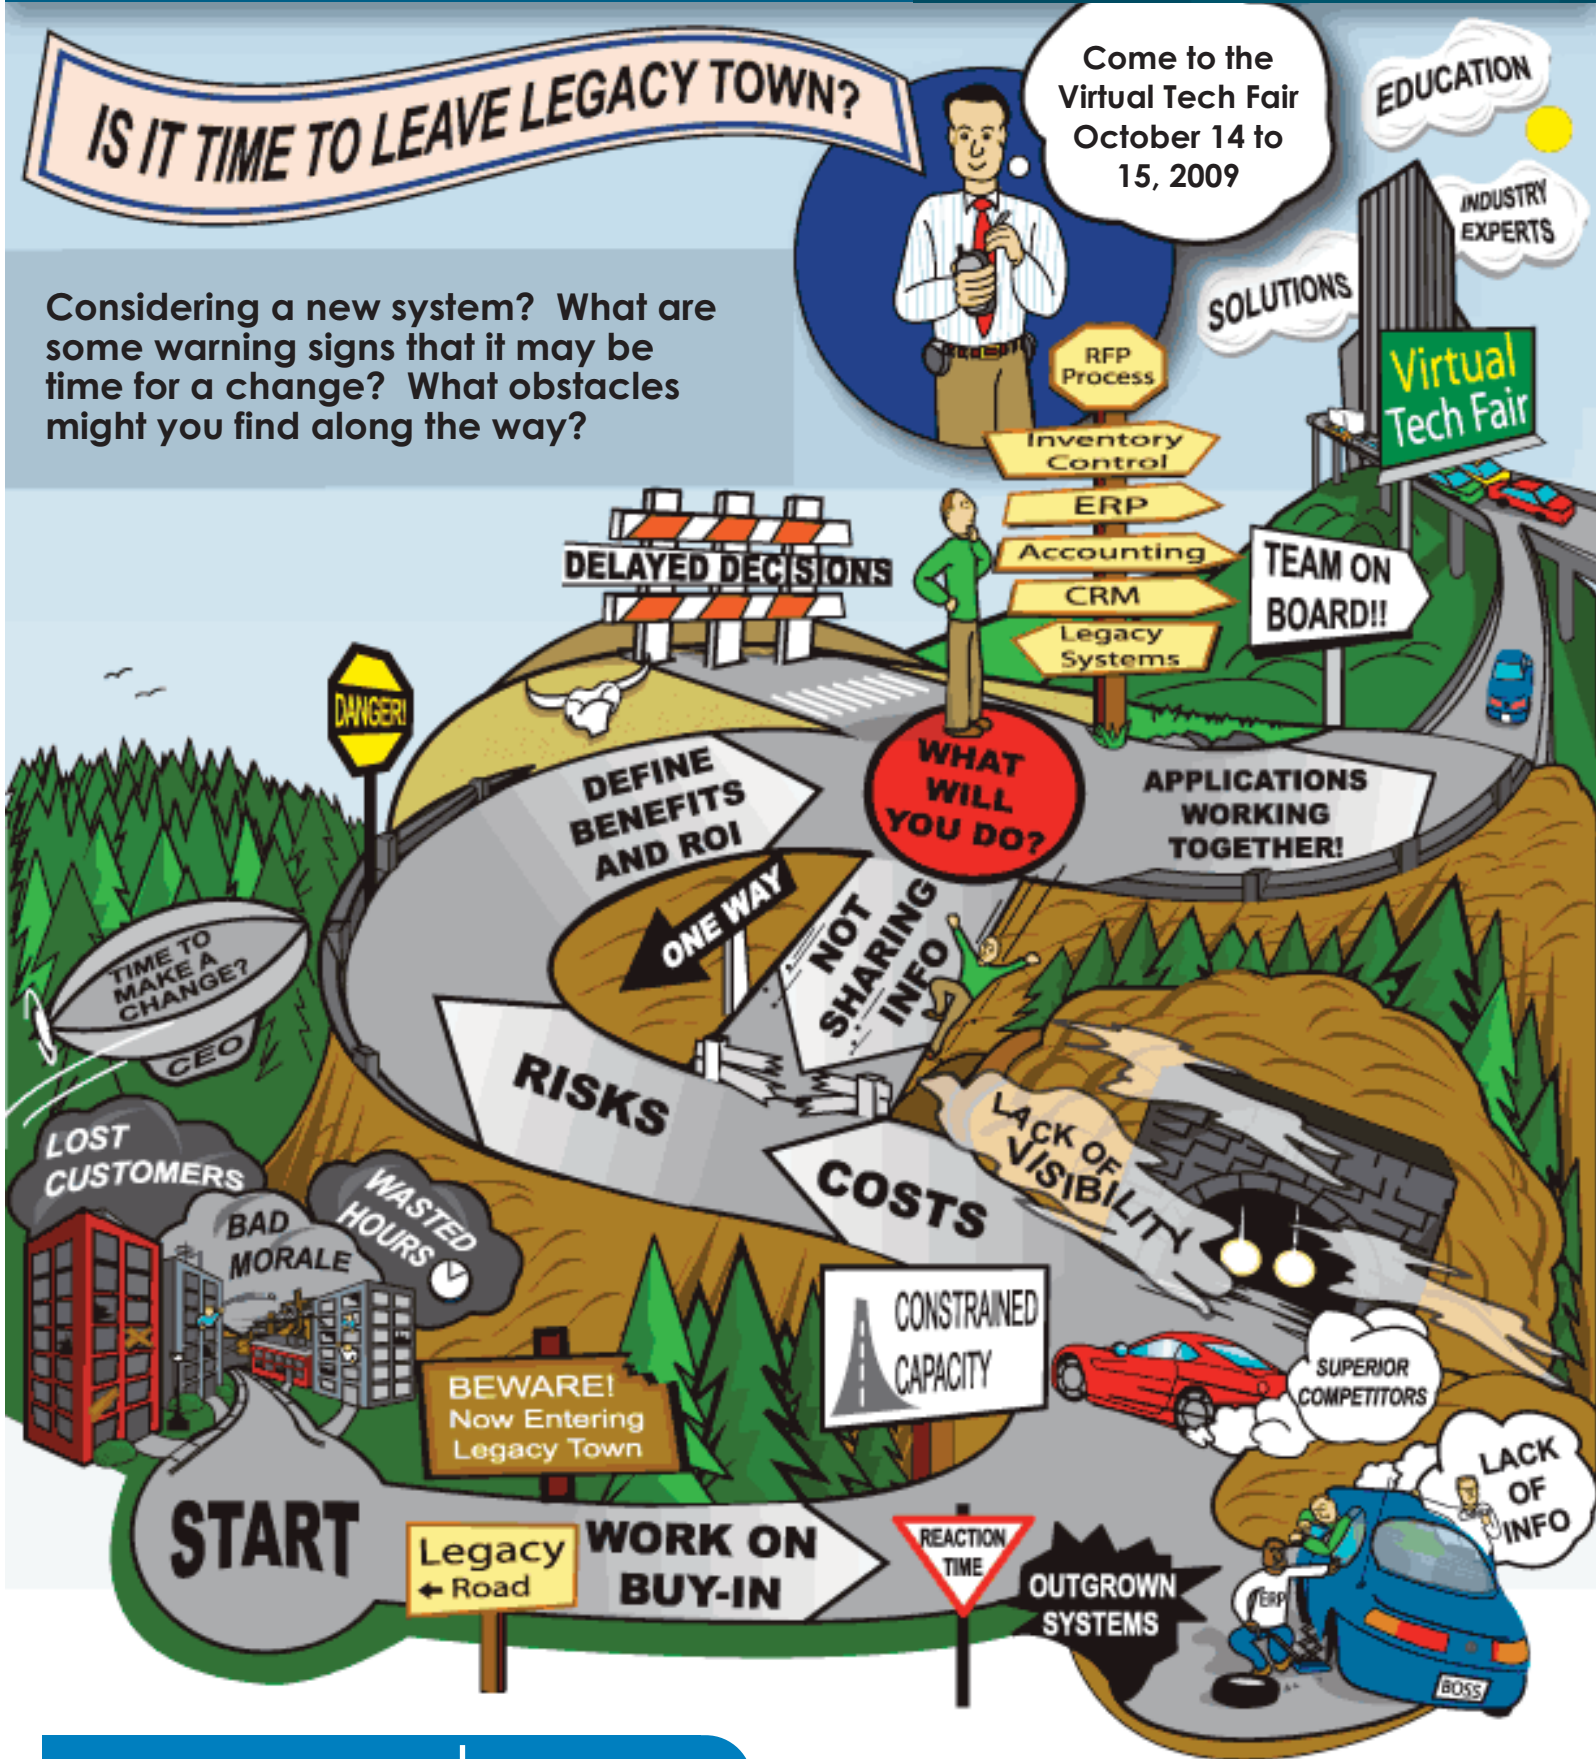 IS IT TIME TO LEAVE LEGACY TOWN?
Come to the
Virtual Tech Fair
October 14 to
15, 2009
EDUCATION
INDUSTRY
EXPERTS
SOLUTIONS
Considering a new system? What are
some warning signs that it may be
time for a change? What obstacles
might you find along the way?
RFP
Process
Inventory
Control
ERP
Accounting
CRM
Legacy
Systems
Virtual
Tech Fair
DELAYED DECISIONS
TEAM ON
BOARD!!
DANGER!
DEFINE
BENEFITS
AND ROI
WHAT
WILL
YOU DO?
APPLICATIONS
WORKING
TOGETHER!
ONE WAY
NOT
SHARING
INFO
TIME TO
MAKE A
CHANGE?
CEO
RISKS
COSTS
LACK OF
VISIBILITY
LOST
CUSTOMERS
BAD
MORALE
WASTED
HOURS
CONSTRAINED
CAPACITY
SUPERIOR
COMPETITORS
BEWARE!
Now Entering
Legacy Town
LACK
OF
INFO
START
Legacy
← Road
WORK ON
BUY-IN
REACTION
TIME
OUTGROWN
SYSTEMS
ERP
BOSS